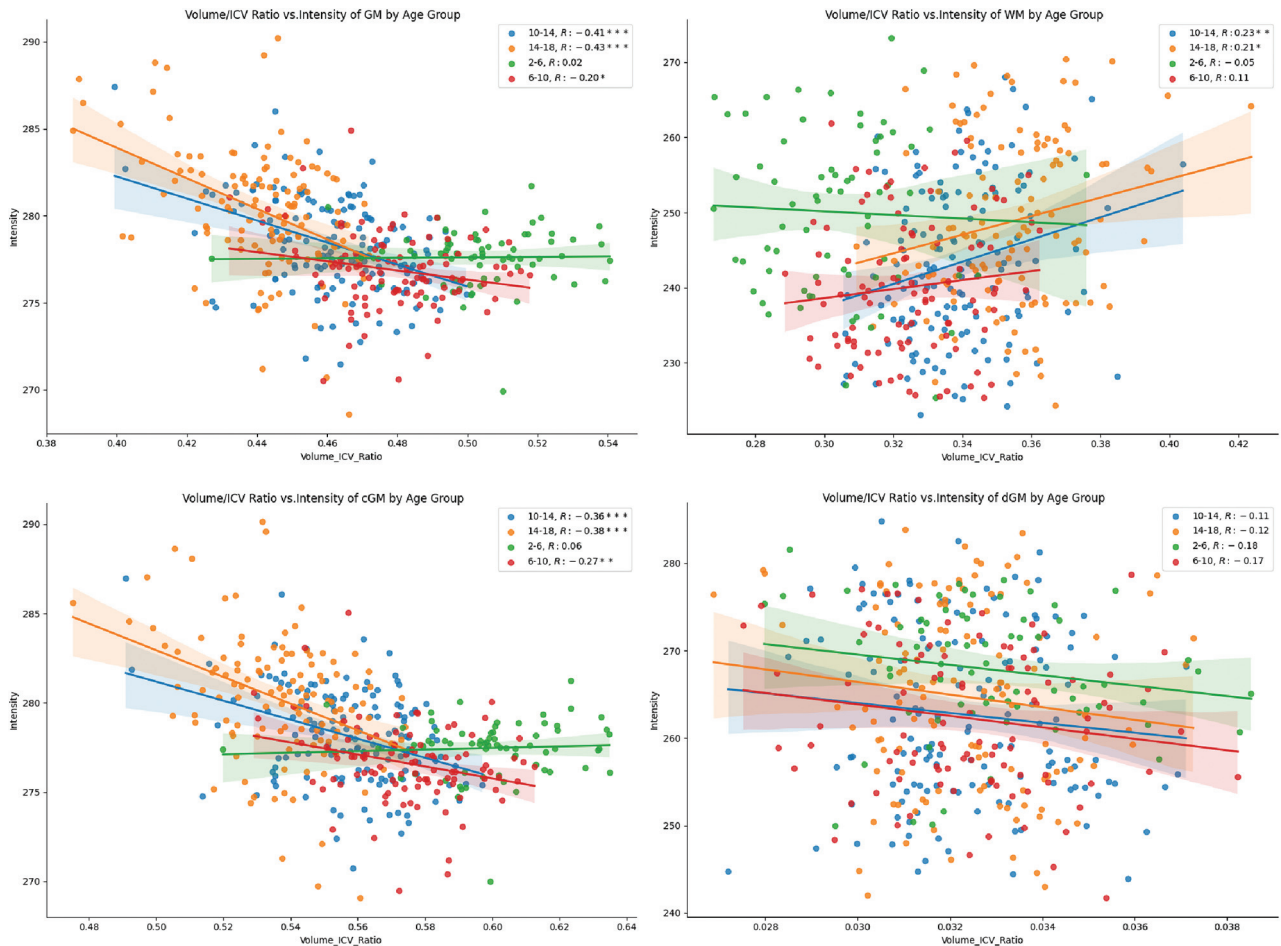 Volume/ICV Ratio vs.Intensity of GM by Age Group
10-14, R: −0.41***
14-18, R: −0.43***
2-6, R: 0.02
6-10, R: −0.20*
290
285
280
275
270
Intensity
0.38 0.40 0.42 0.44 0.46 0.48 0.50 0.52 0.54
Volume_ICV_Ratio
Volume/ICV Ratio vs.Intensity of WM by Age Group
10-14, R: 0.23**
14-18, R: 0.21*
2-6, R: −0.05
6-10, R: 0.11
270
260
250
240
230
Intensity
0.28 0.30 0.32 0.34 0.36 0.38 0.40 0.42
Volume_ICV_Ratio
Volume/ICV Ratio vs.Intensity of cGM by Age Group
10-14, R: −0.36***
14-18, R: −0.38***
2-6, R: 0.06
6-10, R: −0.27**
290
285
280
275
270
Intensity
0.48 0.50 0.52 0.54 0.56 0.58 0.60 0.62 0.64
Volume_ICV_Ratio
Volume/ICV Ratio vs.Intensity of dGM by Age Group
10-14, R: −0.11
14-18, R: −0.12
2-6, R: −0.18
6-10, R: −0.17
280
270
260
250
240
Intensity
0.028 0.030 0.032 0.034 0.036 0.038
Volume_ICV_Ratio